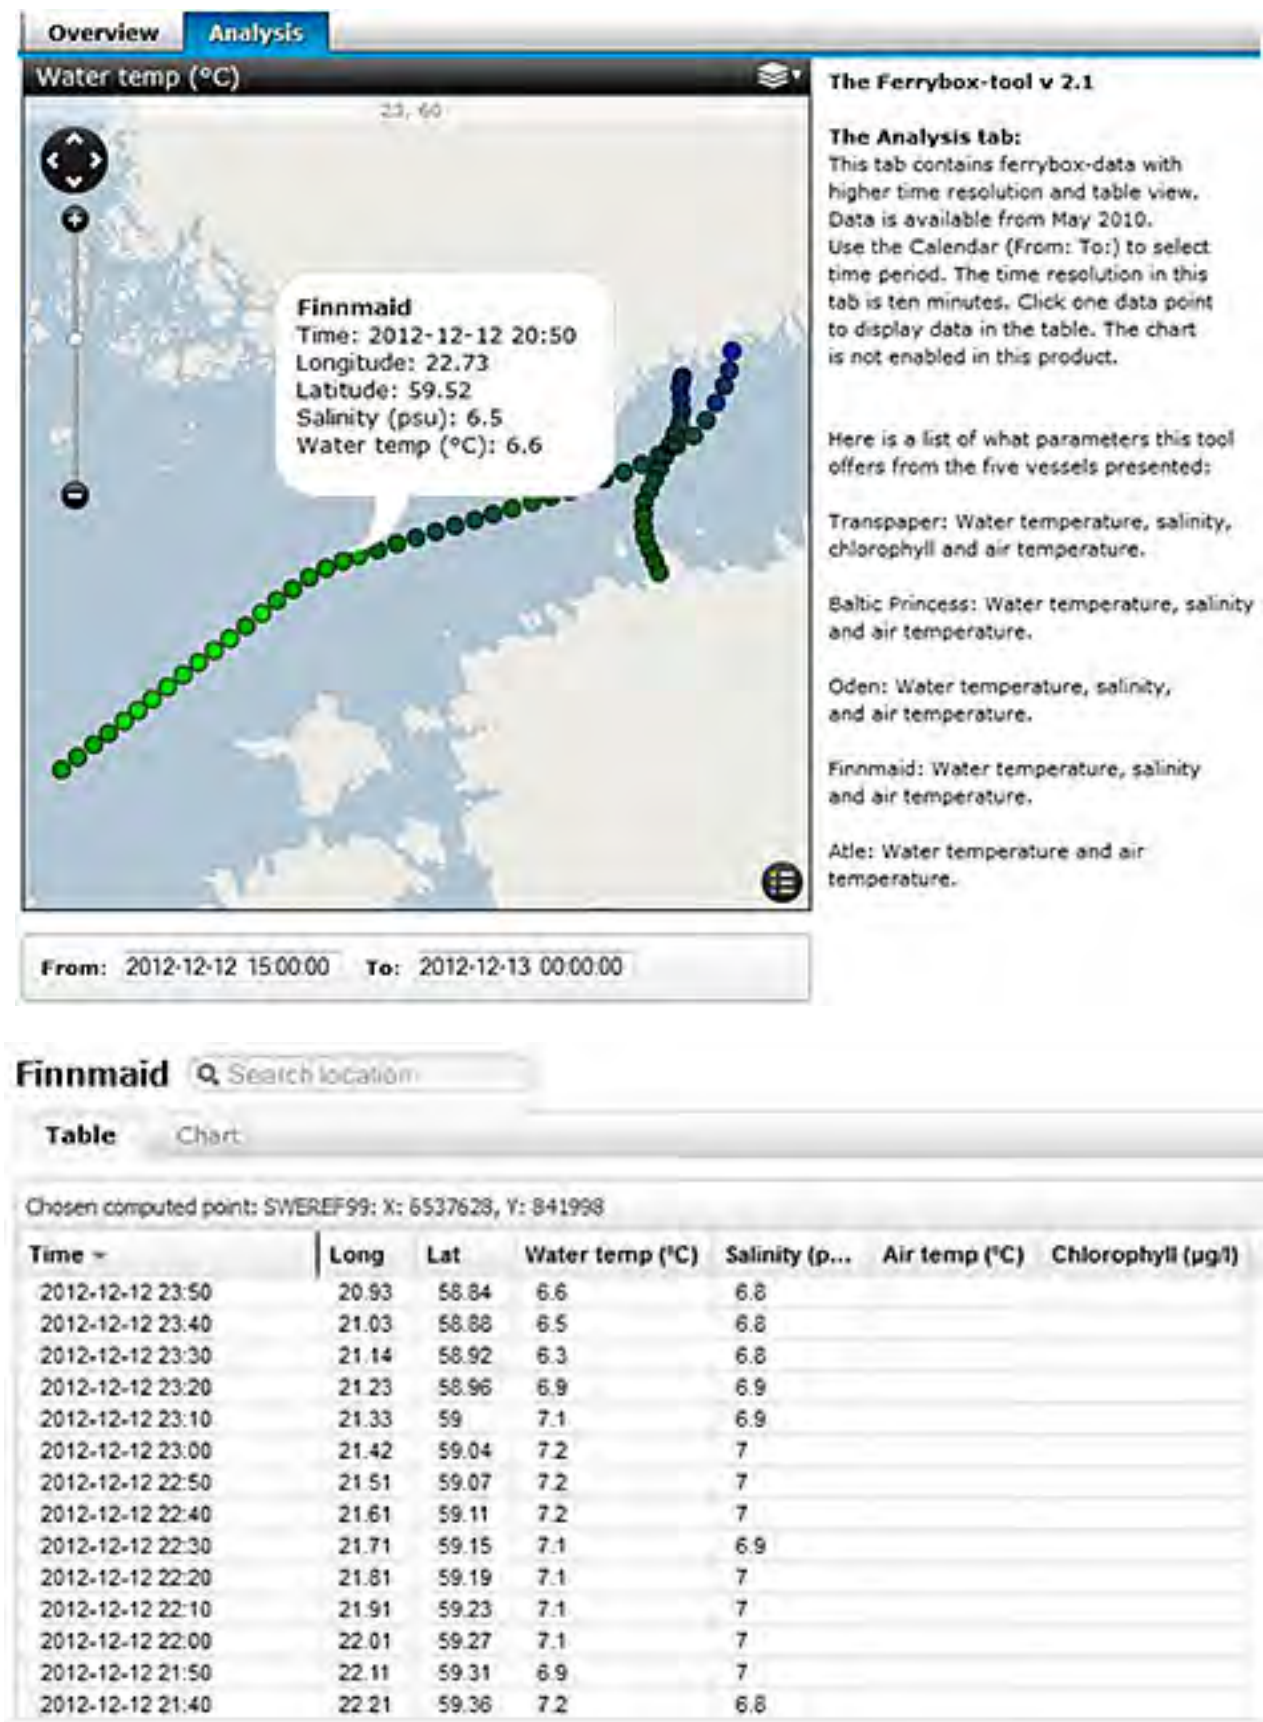 Overview Analysis
Water temp (°C)
23, 60
Finnmaid
Time: 2012-12-12 20:50
Longitude: 22.73
Latitude: 59.52
Salinity (psu): 6.5
Water temp (°C): 6.6
From: 2012-12-12 15:00:00 To: 2012-12-13 00:00:00
The Ferrybox-tool v 2.1
The Analysis tab:
This tab contains ferrybox-data with
higher time resolution and table view.
Data is available from May 2010.
Use the Calendar (From: To:) to select
time period. The time resolution in this
tab is ten minutes. Click one data point
to display data in the table. The chart
is not enabled in this product.
Here is a list of what parameters this tool
offers from the five vessels presented:
Transpaper: Water temperature, salinity,
chlorophyll and air temperature.
Baltic Princess: Water temperature, salinity
and air temperature.
Oden: Water temperature, salinity,
and air temperature.
Finnmaid: Water temperature, salinity
and air temperature.
Atle: Water temperature and air
temperature.
Finnmaid Search location
Table Chart
Chosen computed point: SWEREF99: X: 6537628, Y: 841998
Time Long Lat Water temp (°C) Salinity (p... Air temp (°C) Chlorophyll (µg/l)
2012-12-12 23:50 20.93 58.84 6.6 6.8
2012-12-12 23:40 21.03 58.88 6.5 6.8
2012-12-12 23:30 21.14 58.92 6.3 6.8
2012-12-12 23:20 21.23 58.96 6.9 6.9
2012-12-12 23:10 21.33 59 7.1 6.9
2012-12-12 23:00 21.42 59.04 7.2 7
2012-12-12 22:50 21.51 59.07 7.2 7
2012-12-12 22:40 21.61 59.11 7.2 7
2012-12-12 22:30 21.71 59.15 7.1 6.9
2012-12-12 22:20 21.81 59.19 7.1 7
2012-12-12 22:10 21.91 59.23 7.1 7
2012-12-12 22:00 22.01 59.27 7.1 7
2012-12-12 21:50 22.11 59.31 6.9 7
2012-12-12 21:40 22.21 59.36 7.2 6.8